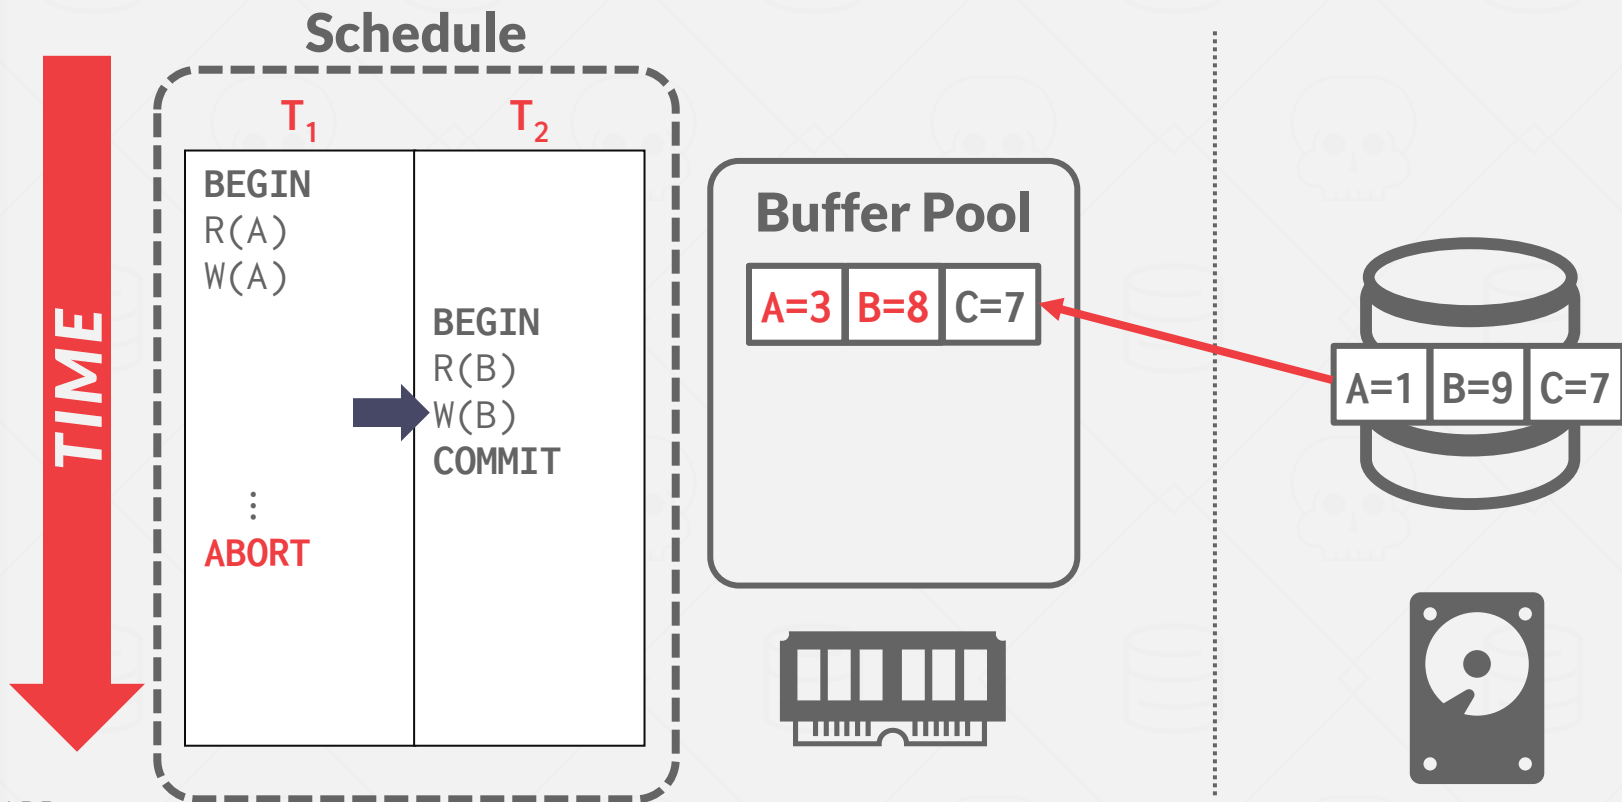 Schedule
TIME
T1 T2
BEGIN
R(A)
W(A)
BEGIN
R(B)
W(B)
COMMIT
⋮
ABORT
Buffer Pool
A=3 B=8 C=7
A=1 B=9 C=7